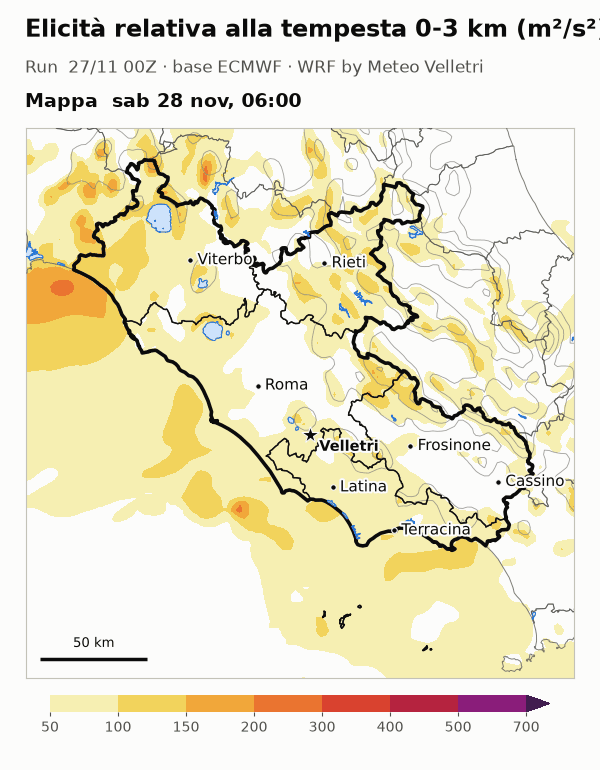 Elicità relativa alla tempesta 0-3 km (m²/s²)
Run 27/11 00Z · base ECMWF · WRF by Meteo Velletri
Mappa sab 28 nov, 06:00
Viterbo
Rieti
Roma
Velletri
Frosinone
Cassino
Latina
Terracina
50 km
50 100 150 200 300 400 500 700